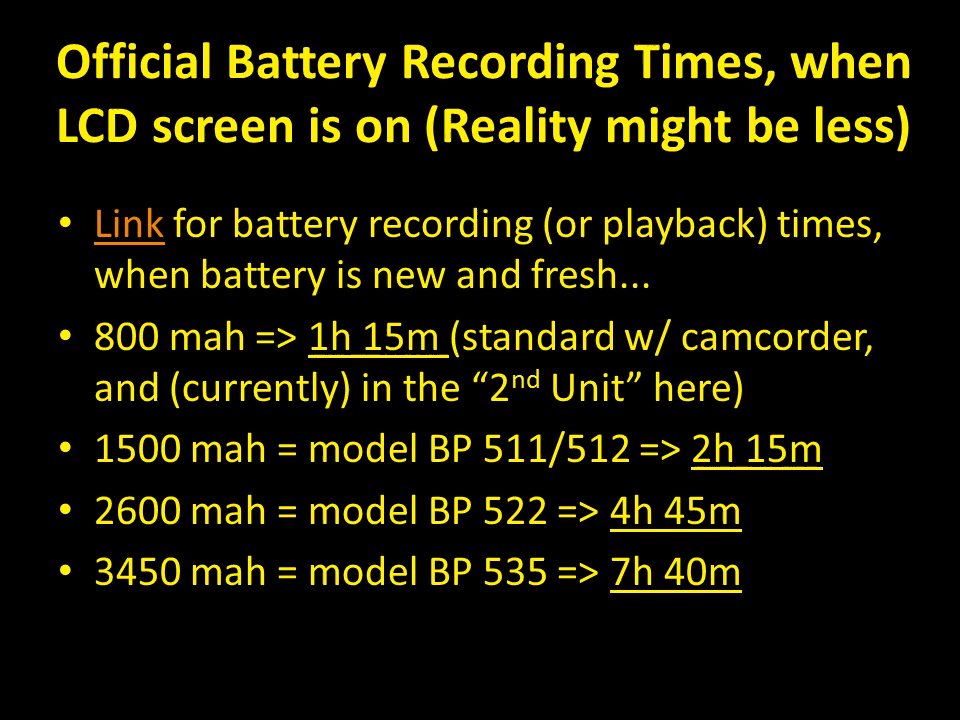 Official Battery Recording Times, when
LCD screen is on (Reality might be less)
• Link for battery recording (or playback) times,
when battery is new and fresh...
• 800 mah => 1h 15m (standard w/ camcorder,
and (currently) in the “2nd Unit” here)
• 1500 mah = model BP 511/512 => 2h 15m
• 2600 mah = model BP 522 => 4h 45m
• 3450 mah = model BP 535 => 7h 40m